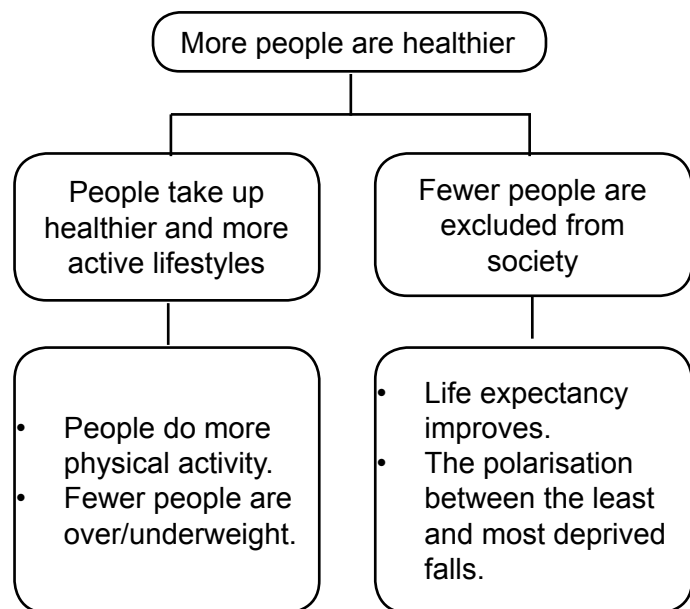 More people are healthier
People take up
healthier and more
active lifestyles
Fewer people are
excluded from
society
• People do more
physical activity.
• Fewer people are
over/underweight.
• Life expectancy
improves.
• The polarisation
between the least
and most deprived
falls.